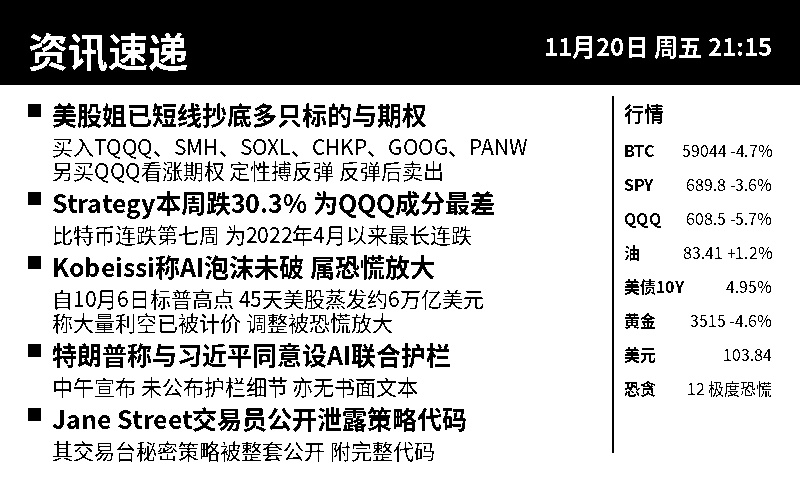 资讯速递
11月20日 周五 21:15
美股姐已短线抄底多只标的与期权
买入TQQQ、SMH、SOXL、CHKP、GOOG、PANW
另买QQQ看涨期权 定性搏反弹 反弹后卖出
Strategy本周跌30.3% 为QQQ成分最差
比特币连跌第七周 为2022年4月以来最长连跌
Kobeissi称AI泡沫未破 属恐慌放大
自10月6日标普高点 45天美股蒸发约6万亿美元
称大量利空已被计价 调整被恐慌放大
特朗普称与习近平同意设AI联合护栏
中午宣布 未公布护栏细节 亦无书面文本
Jane Street交易员公开泄露策略代码
其交易台秘密策略被整套公开 附完整代码
行情
BTC 59044 -4.7%
SPY 689.8 -3.6%
QQQ 608.5 -5.7%
油 83.41 +1.2%
美债10Y 4.95%
黄金 3515 -4.6%
美元 103.84
恐贪 12 极度恐慌